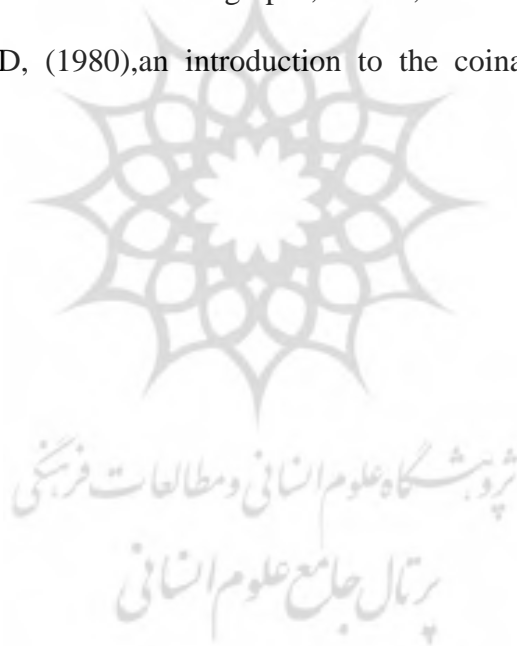 D, (1980),an introduction to the coina
پژوهشگاه علوم انسانی و مطالعات فرهنگی
پرتال جامع علوم انسانی